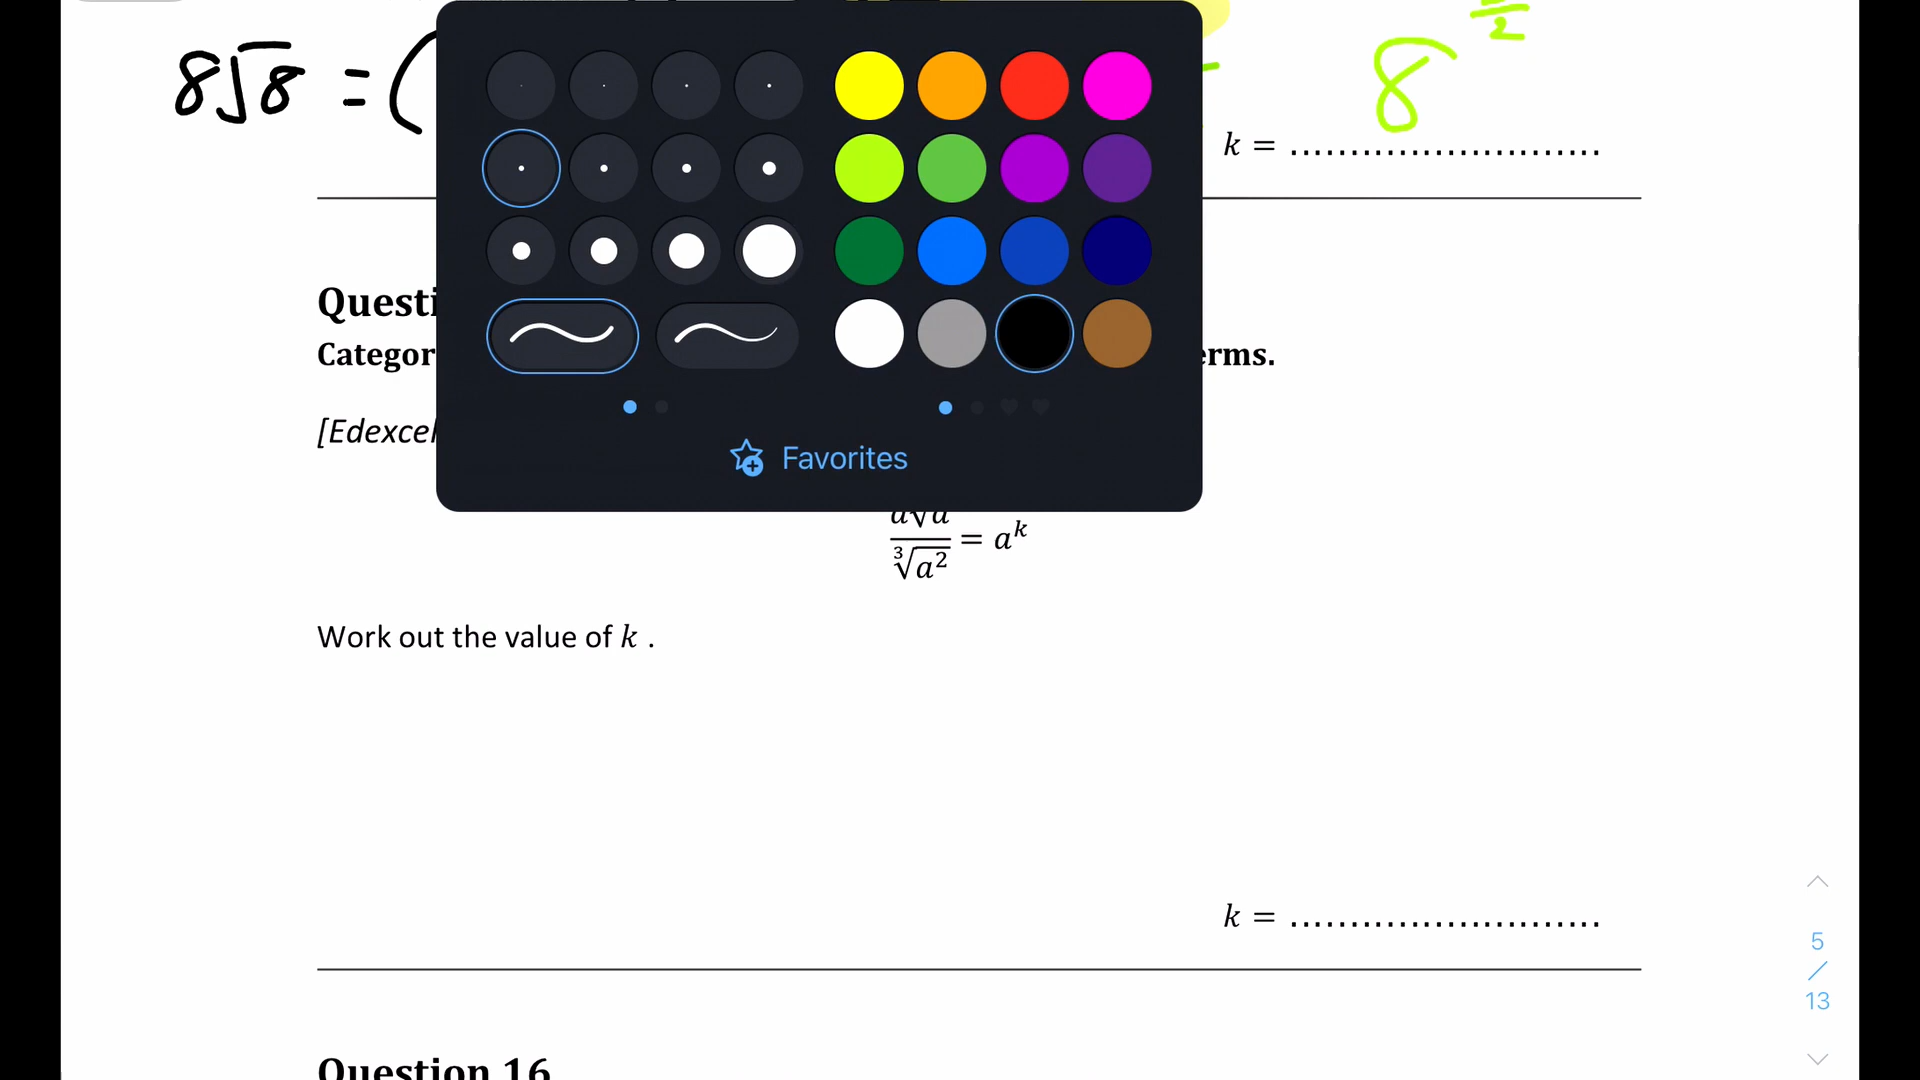 8√8 = (
8
2
k = ..........................
Questi
Categor erms.
[Edexcel
Favorites
a√a
∛a² = aᵏ
Work out the value of k .
k = ..........................
5
/
13
Question 16